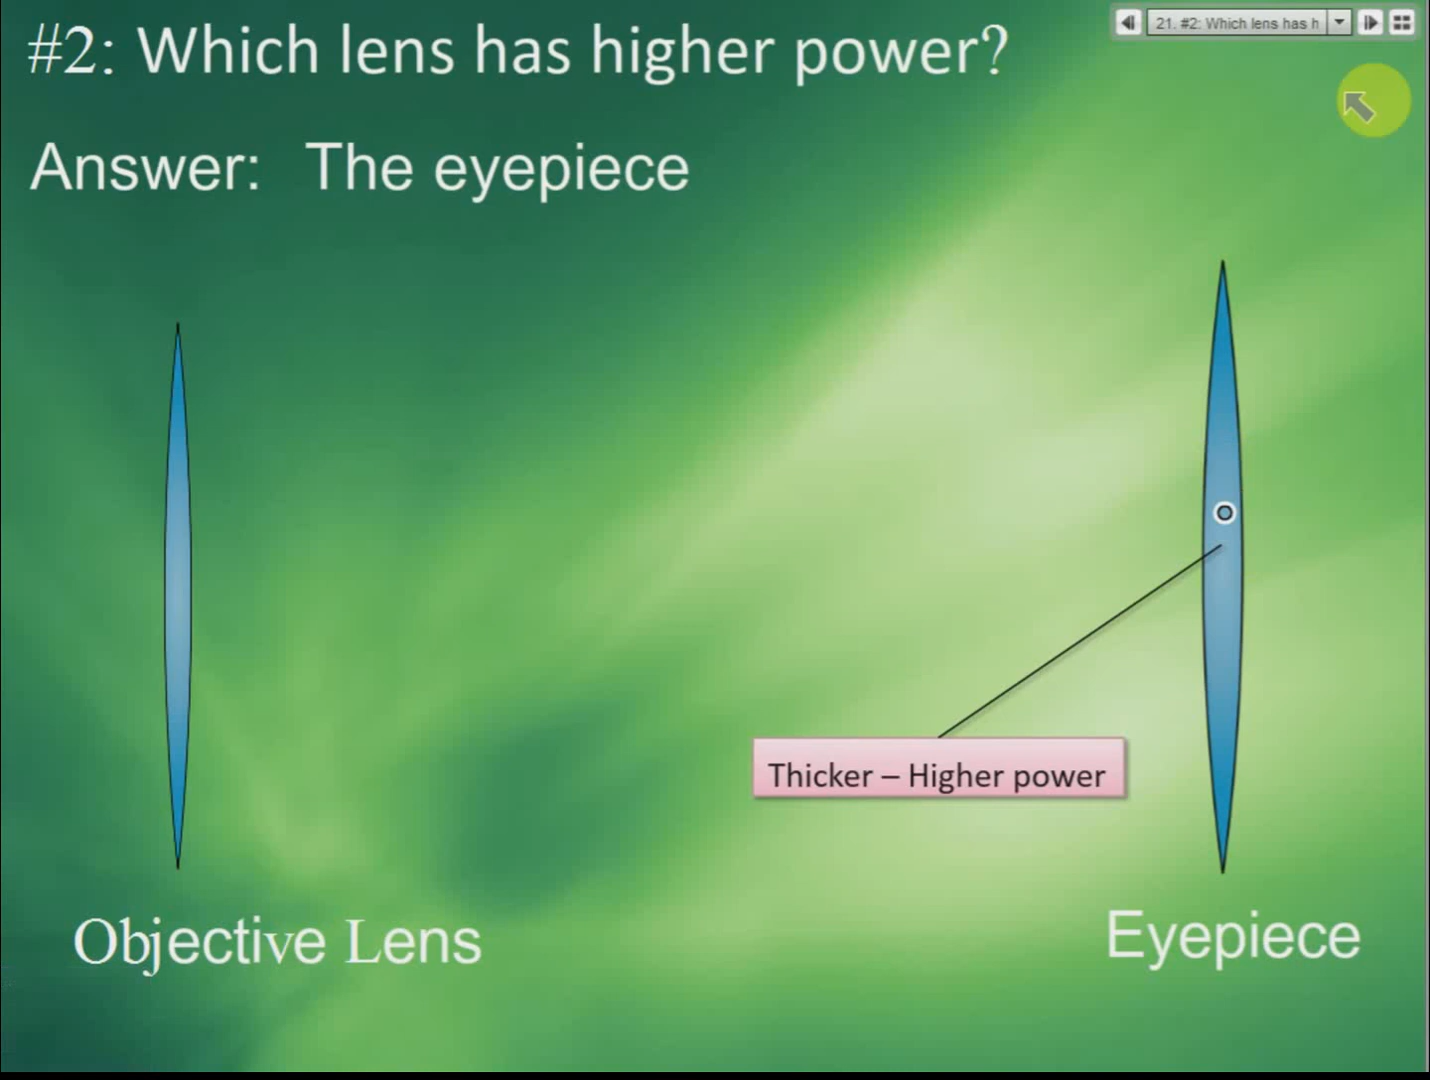 #2: Which lens has higher power?
21. #2: Which lens has h
Answer: The eyepiece
Thicker – Higher power
Objective Lens
Eyepiece